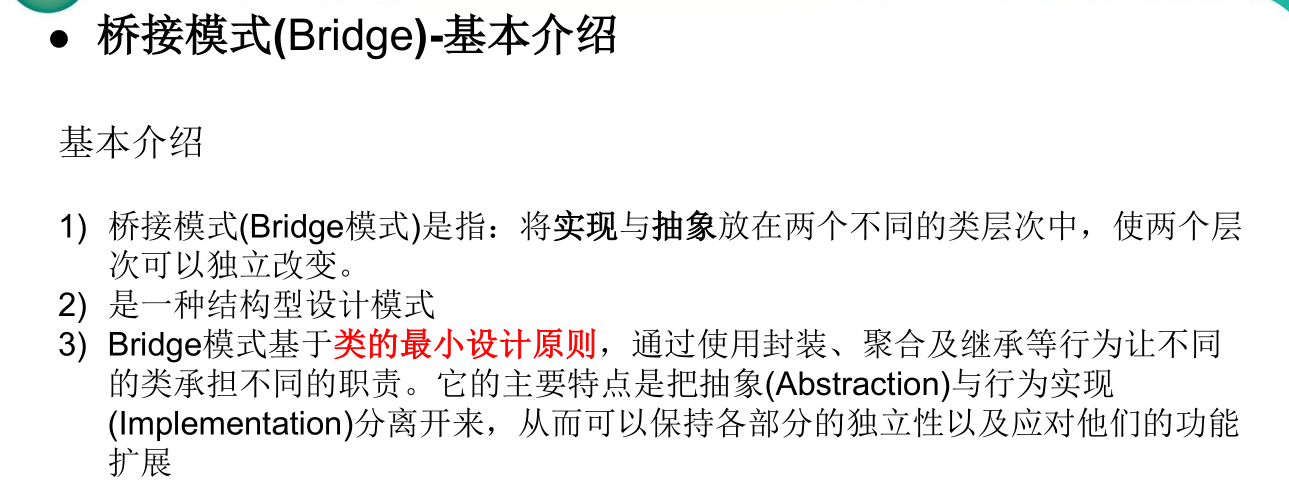 ● 桥接模式(Bridge)-基本介绍
基本介绍
1) 桥接模式(Bridge模式)是指：将实现与抽象放在两个不同的类层次中，使两个层
次可以独立改变。
2) 是一种结构型设计模式
3) Bridge模式基于类的最小设计原则，通过使用封装、聚合及继承等行为让不同
的类承担不同的职责。它的主要特点是把抽象(Abstraction)与行为实现
(Implementation)分离开来，从而可以保持各部分的独立性以及应对他们的功能
扩展